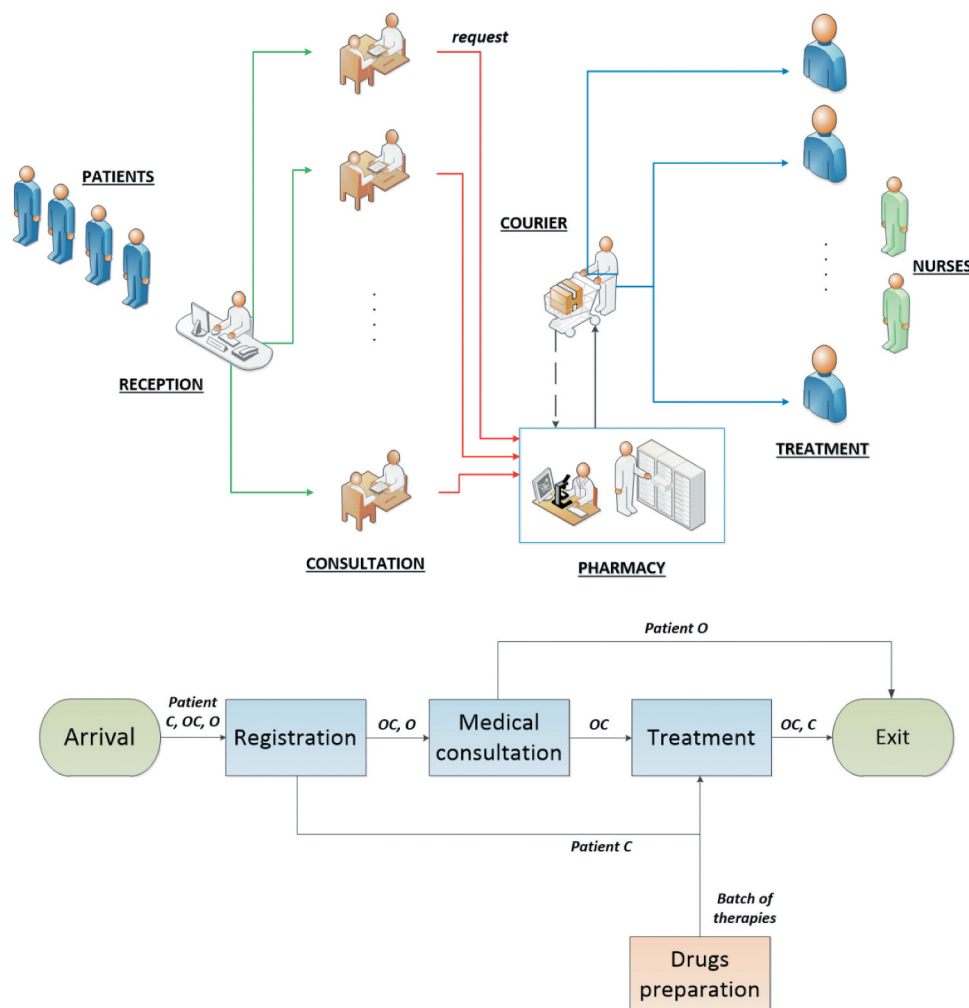 request
PATIENTS
COURIER
NURSES
RECEPTION
TREATMENT
CONSULTATION
PHARMACY
Patient O
Patient
C, OC, O
Arrival
Registration
OC, O
Medical
consultation
OC
Treatment
OC, C
Exit
Patient C
Batch of
therapies
Drugs
preparation